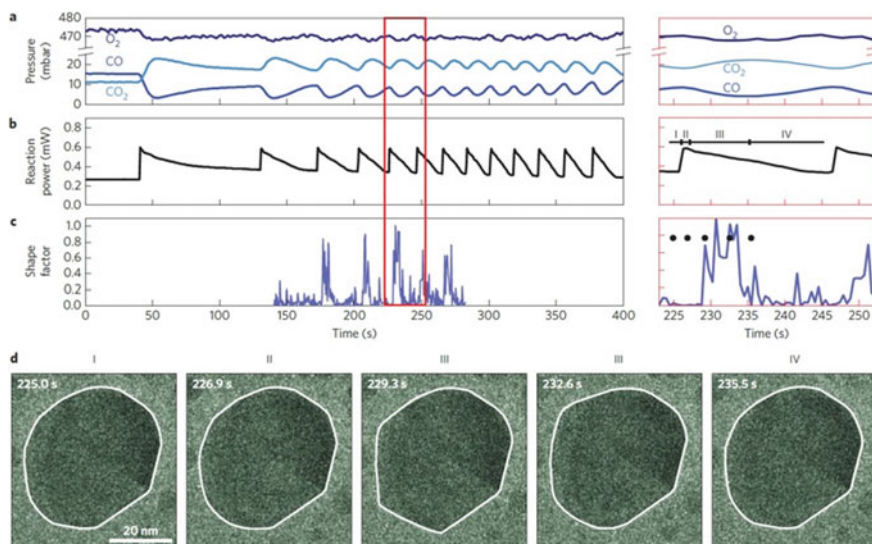 a
480
470
20
10
0
Pressure
(mbar)
O2
CO
CO2
O2
CO2
CO
b
0.8
0.6
0.4
0.2
0.0
Reaction
power (mW)
I II III IV
c
1.0
0.8
0.6
0.4
0.2
0.0
Shape
factor
0 50 100 150 200 250 300 350 400
Time (s)
225 230 235 240 245 250
Time (s)
d
I II III III IV
225.0 s 226.9 s 229.3 s 232.6 s 235.5 s
20 nm